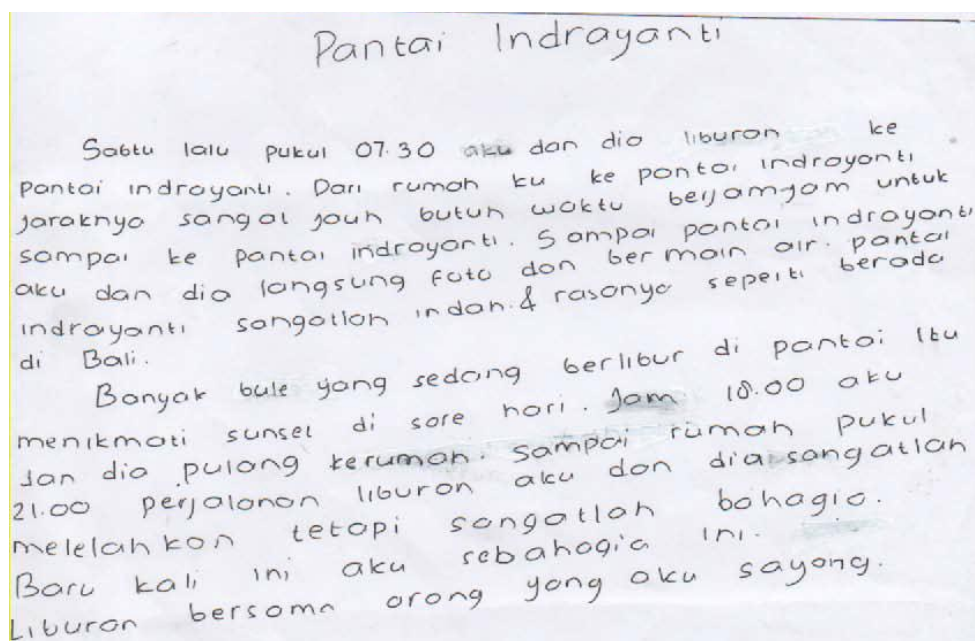 Pantai Indrayanti
Sabtu lalu pukul 07.30 aku dan dia liburan ke
pantai indrayanti. Dari rumah ku ke pantai indrayanti
jaraknya sangat jauh butuh waktu berjamjam untuk
sampai ke pantai indrayanti. Sampai pantai indrayanti
aku dan dia langsung foto dan bermain air. pantai
indrayanti sangatlah indah & rasanya seperti berada
di Bali.
Banyak bule yang sedang berlibur di pantai itu
menikmati sunset di sore hari. Jam 18.00 aku
dan dia pulang kerumah. Sampai rumah pukul
21.00 perjalanan liburan aku dan dia sangatlah
melelahkan tetapi sangatlah bahagia.
Baru kali ini aku sebahagia ini.
Liburan bersama orang yang aku sayang.